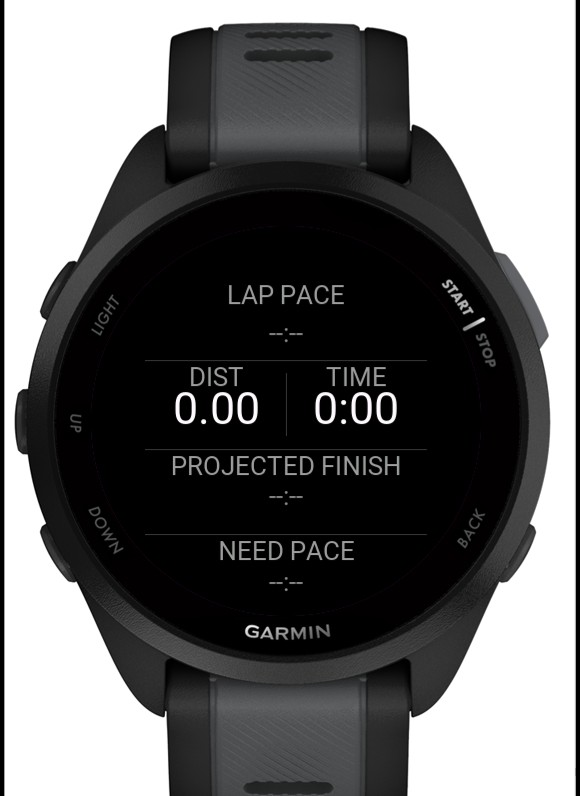 LAP PACE
--:--
DIST TIME
0.00 0:00
PROJECTED FINISH
--:--
NEED PACE
--:--
GARMIN
LIGHT
UP
DOWN
START
STOP
BACK